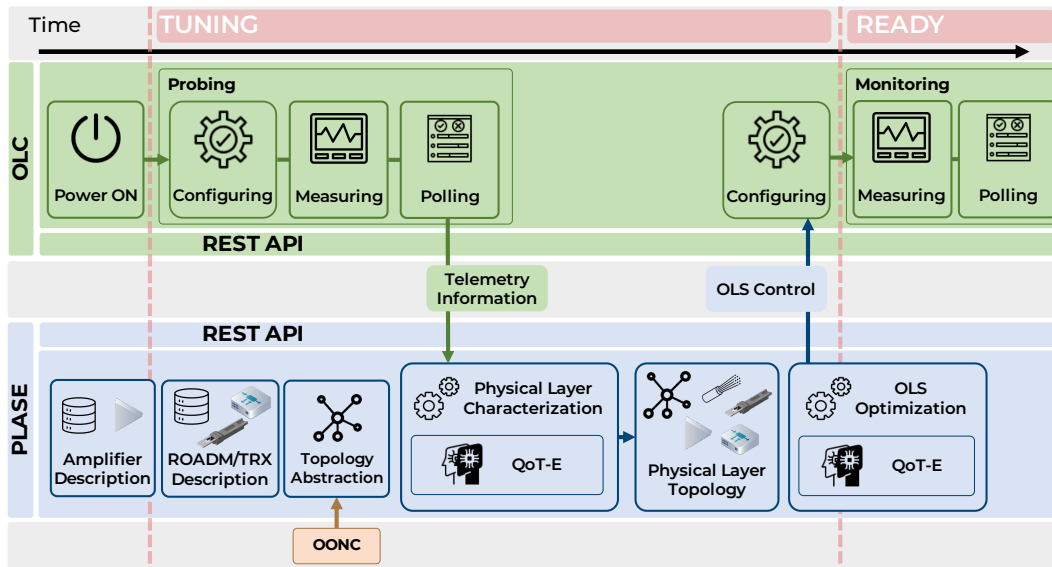 Time
TUNING
READY
OLC
Probing
Monitoring
Power ON
Configuring
Measuring
Polling
Configuring
Measuring
Polling
REST API
Telemetry
Information
OLS Control
PLASE
REST API
Amplifier
Description
ROADM/TRX
Description
Topology
Abstraction
Physical Layer
Characterization
QoT-E
Physical Layer
Topology
OLS
Optimization
QoT-E
OONC